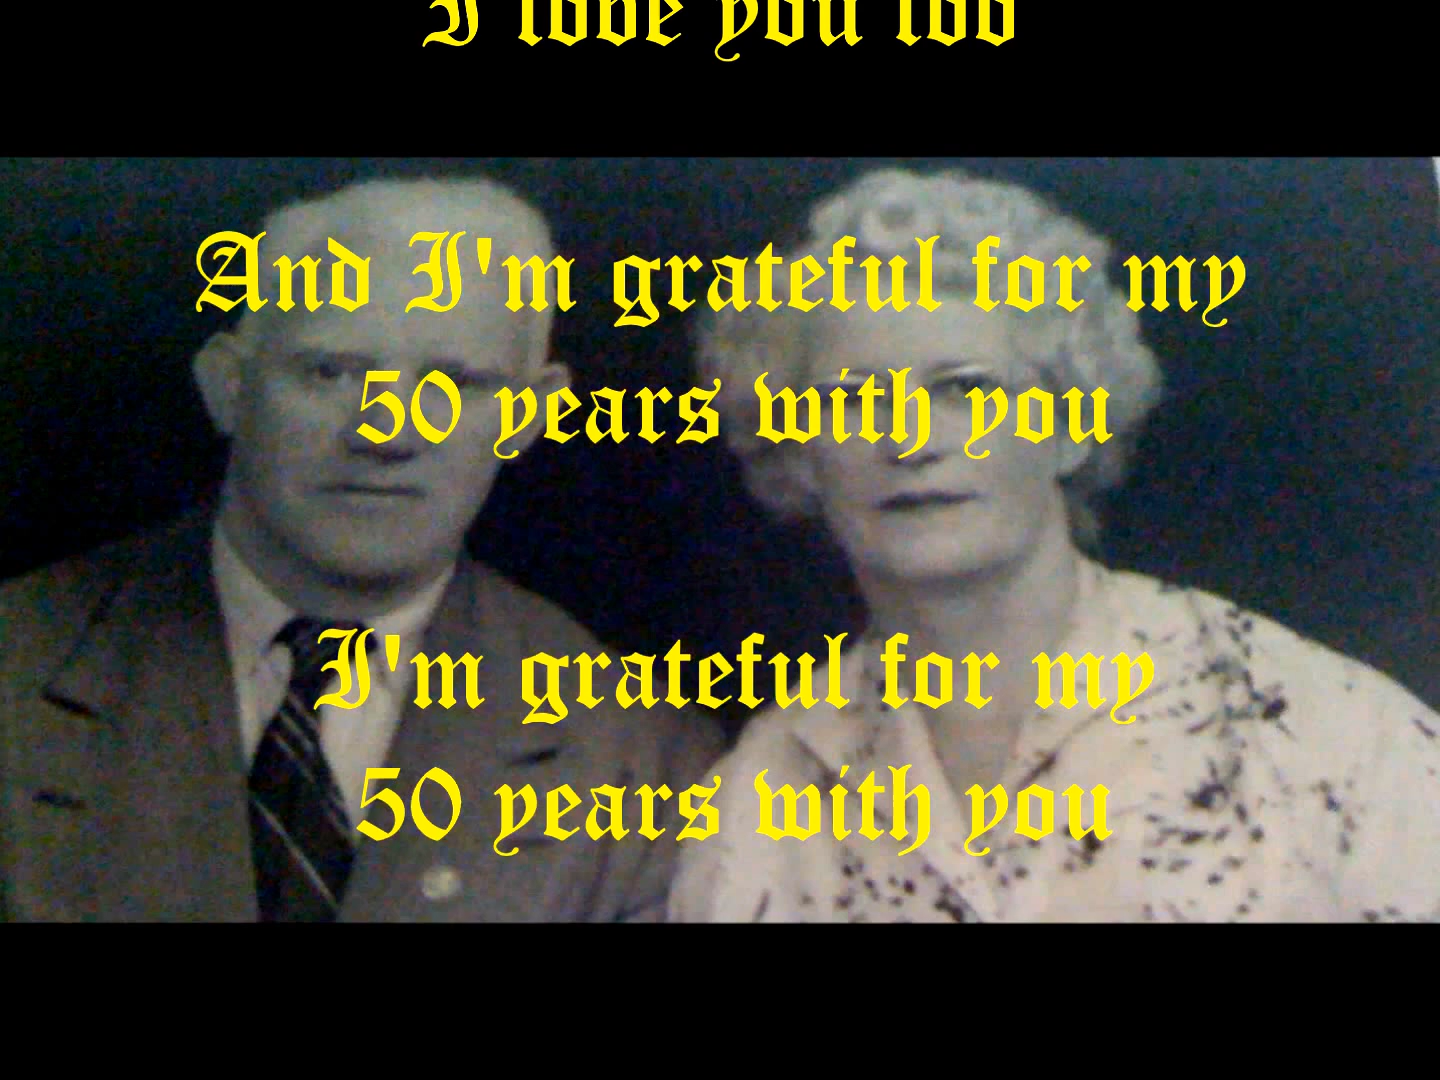 I love you too
And I'm grateful for my
50 years with you
I'm grateful for my
50 years with you